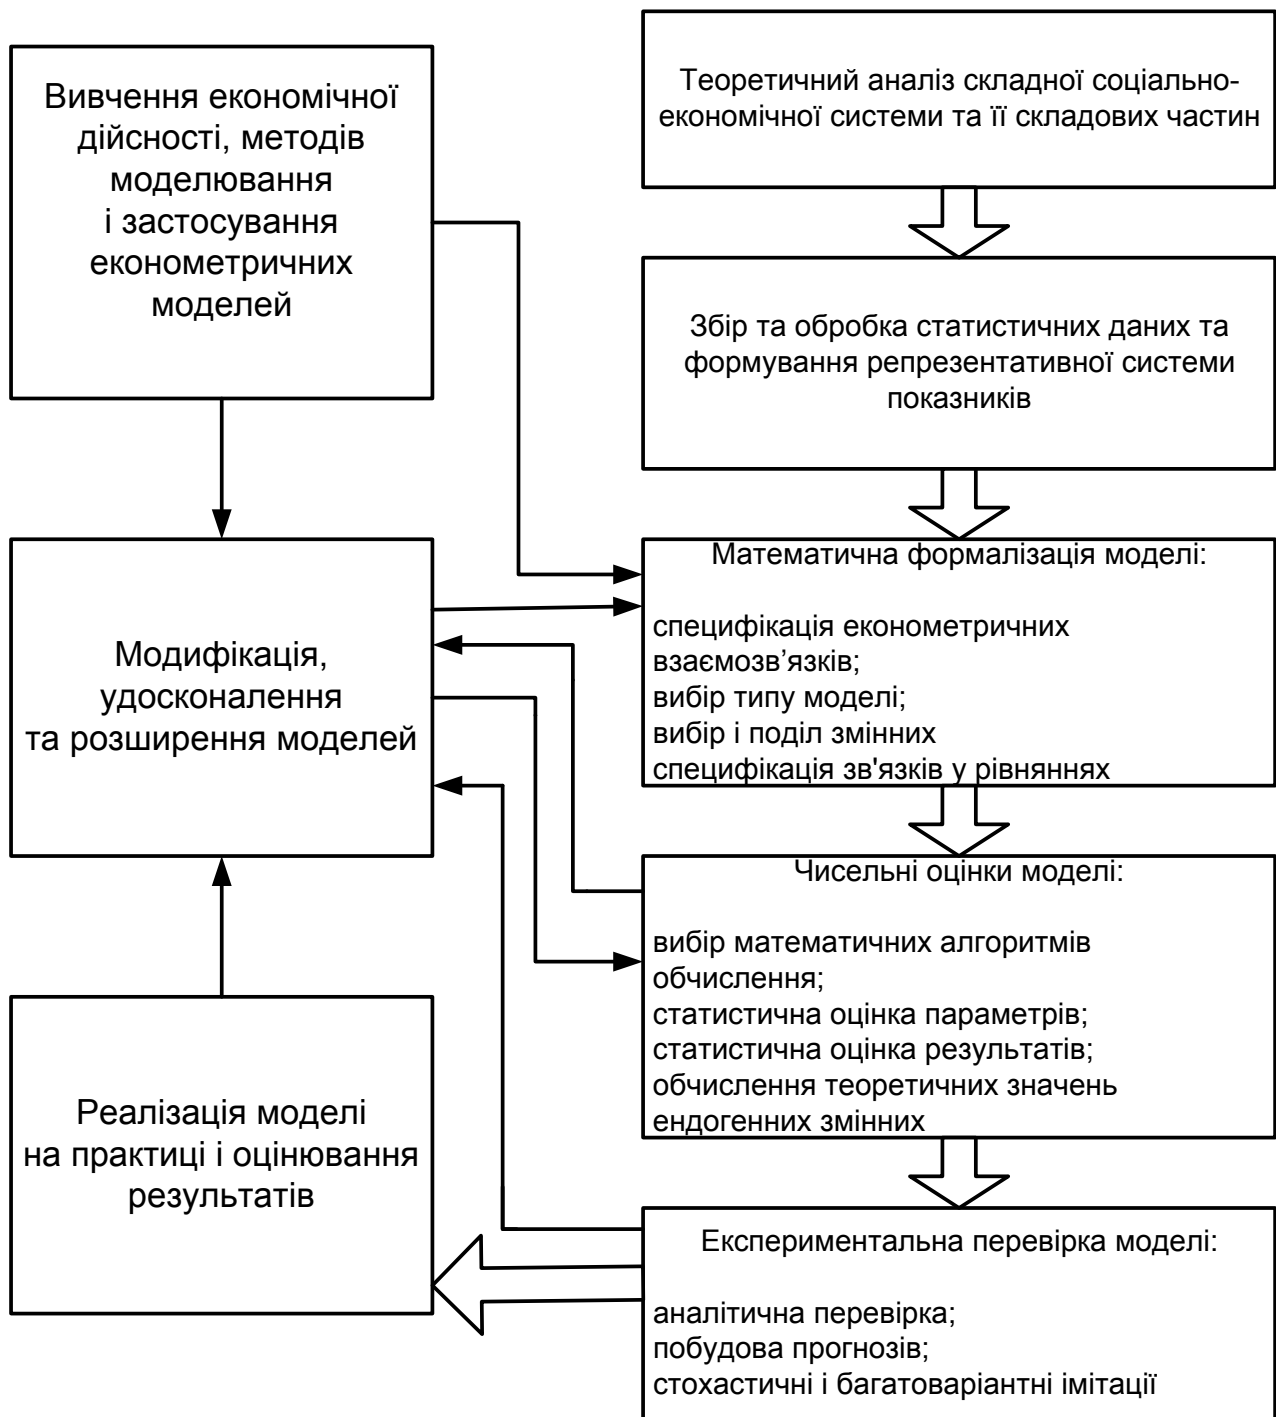 Вивчення економічної
дійсності, методів
моделювання
і застосування
економетричних
моделей
Теоретичний аналіз складної соціально-
економічної системи та її складових частин
Збір та обробка статистичних даних та
формування репрезентативної системи
показників
Модифікація,
удосконалення
та розширення моделей
Математична формалізація моделі:
специфікація економетричних
взаємозв’язків;
вибір типу моделі;
вибір і поділ змінних
специфікація зв'язків у рівняннях
Чисельні оцінки моделі:
вибір математичних алгоритмів
обчислення;
статистична оцінка параметрів;
статистична оцінка результатів;
обчислення теоретичних значень
ендогенних змінних
Реалізація моделі
на практиці і оцінювання
результатів
Експериментальна перевірка моделі:
аналітична перевірка;
побудова прогнозів;
стохастичні і багатоваріантні імітації